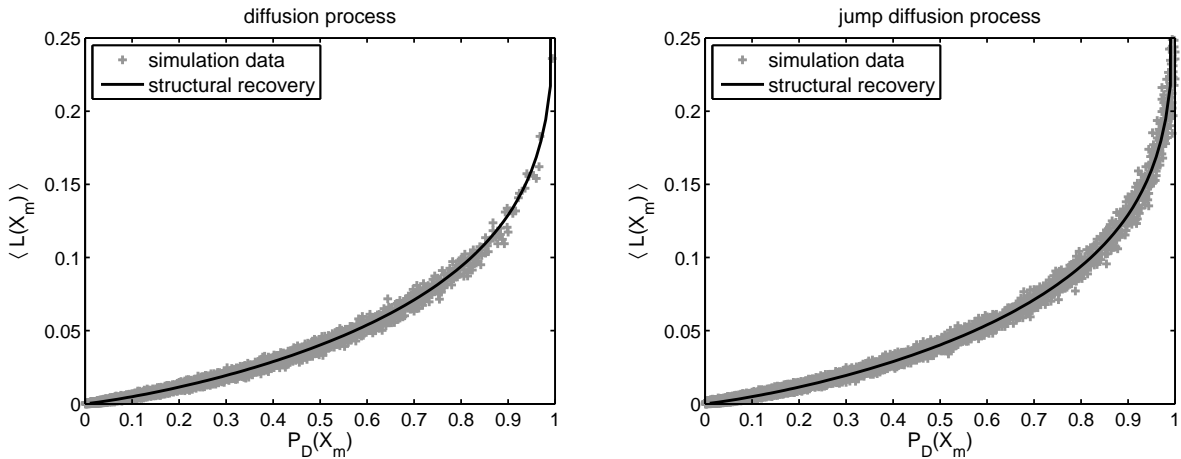 diffusion process
0.25
0.2
0.15
0.1
0.05
0
⟨ L(X_m) ⟩
simulation data
structural recovery
0 0.1 0.2 0.3 0.4 0.5 0.6 0.7 0.8 0.9 1
P_D(X_m)
jump diffusion process
0.25
0.2
0.15
0.1
0.05
0
⟨ L(X_m) ⟩
simulation data
structural recovery
0 0.1 0.2 0.3 0.4 0.5 0.6 0.7 0.8 0.9 1
P_D(X_m)